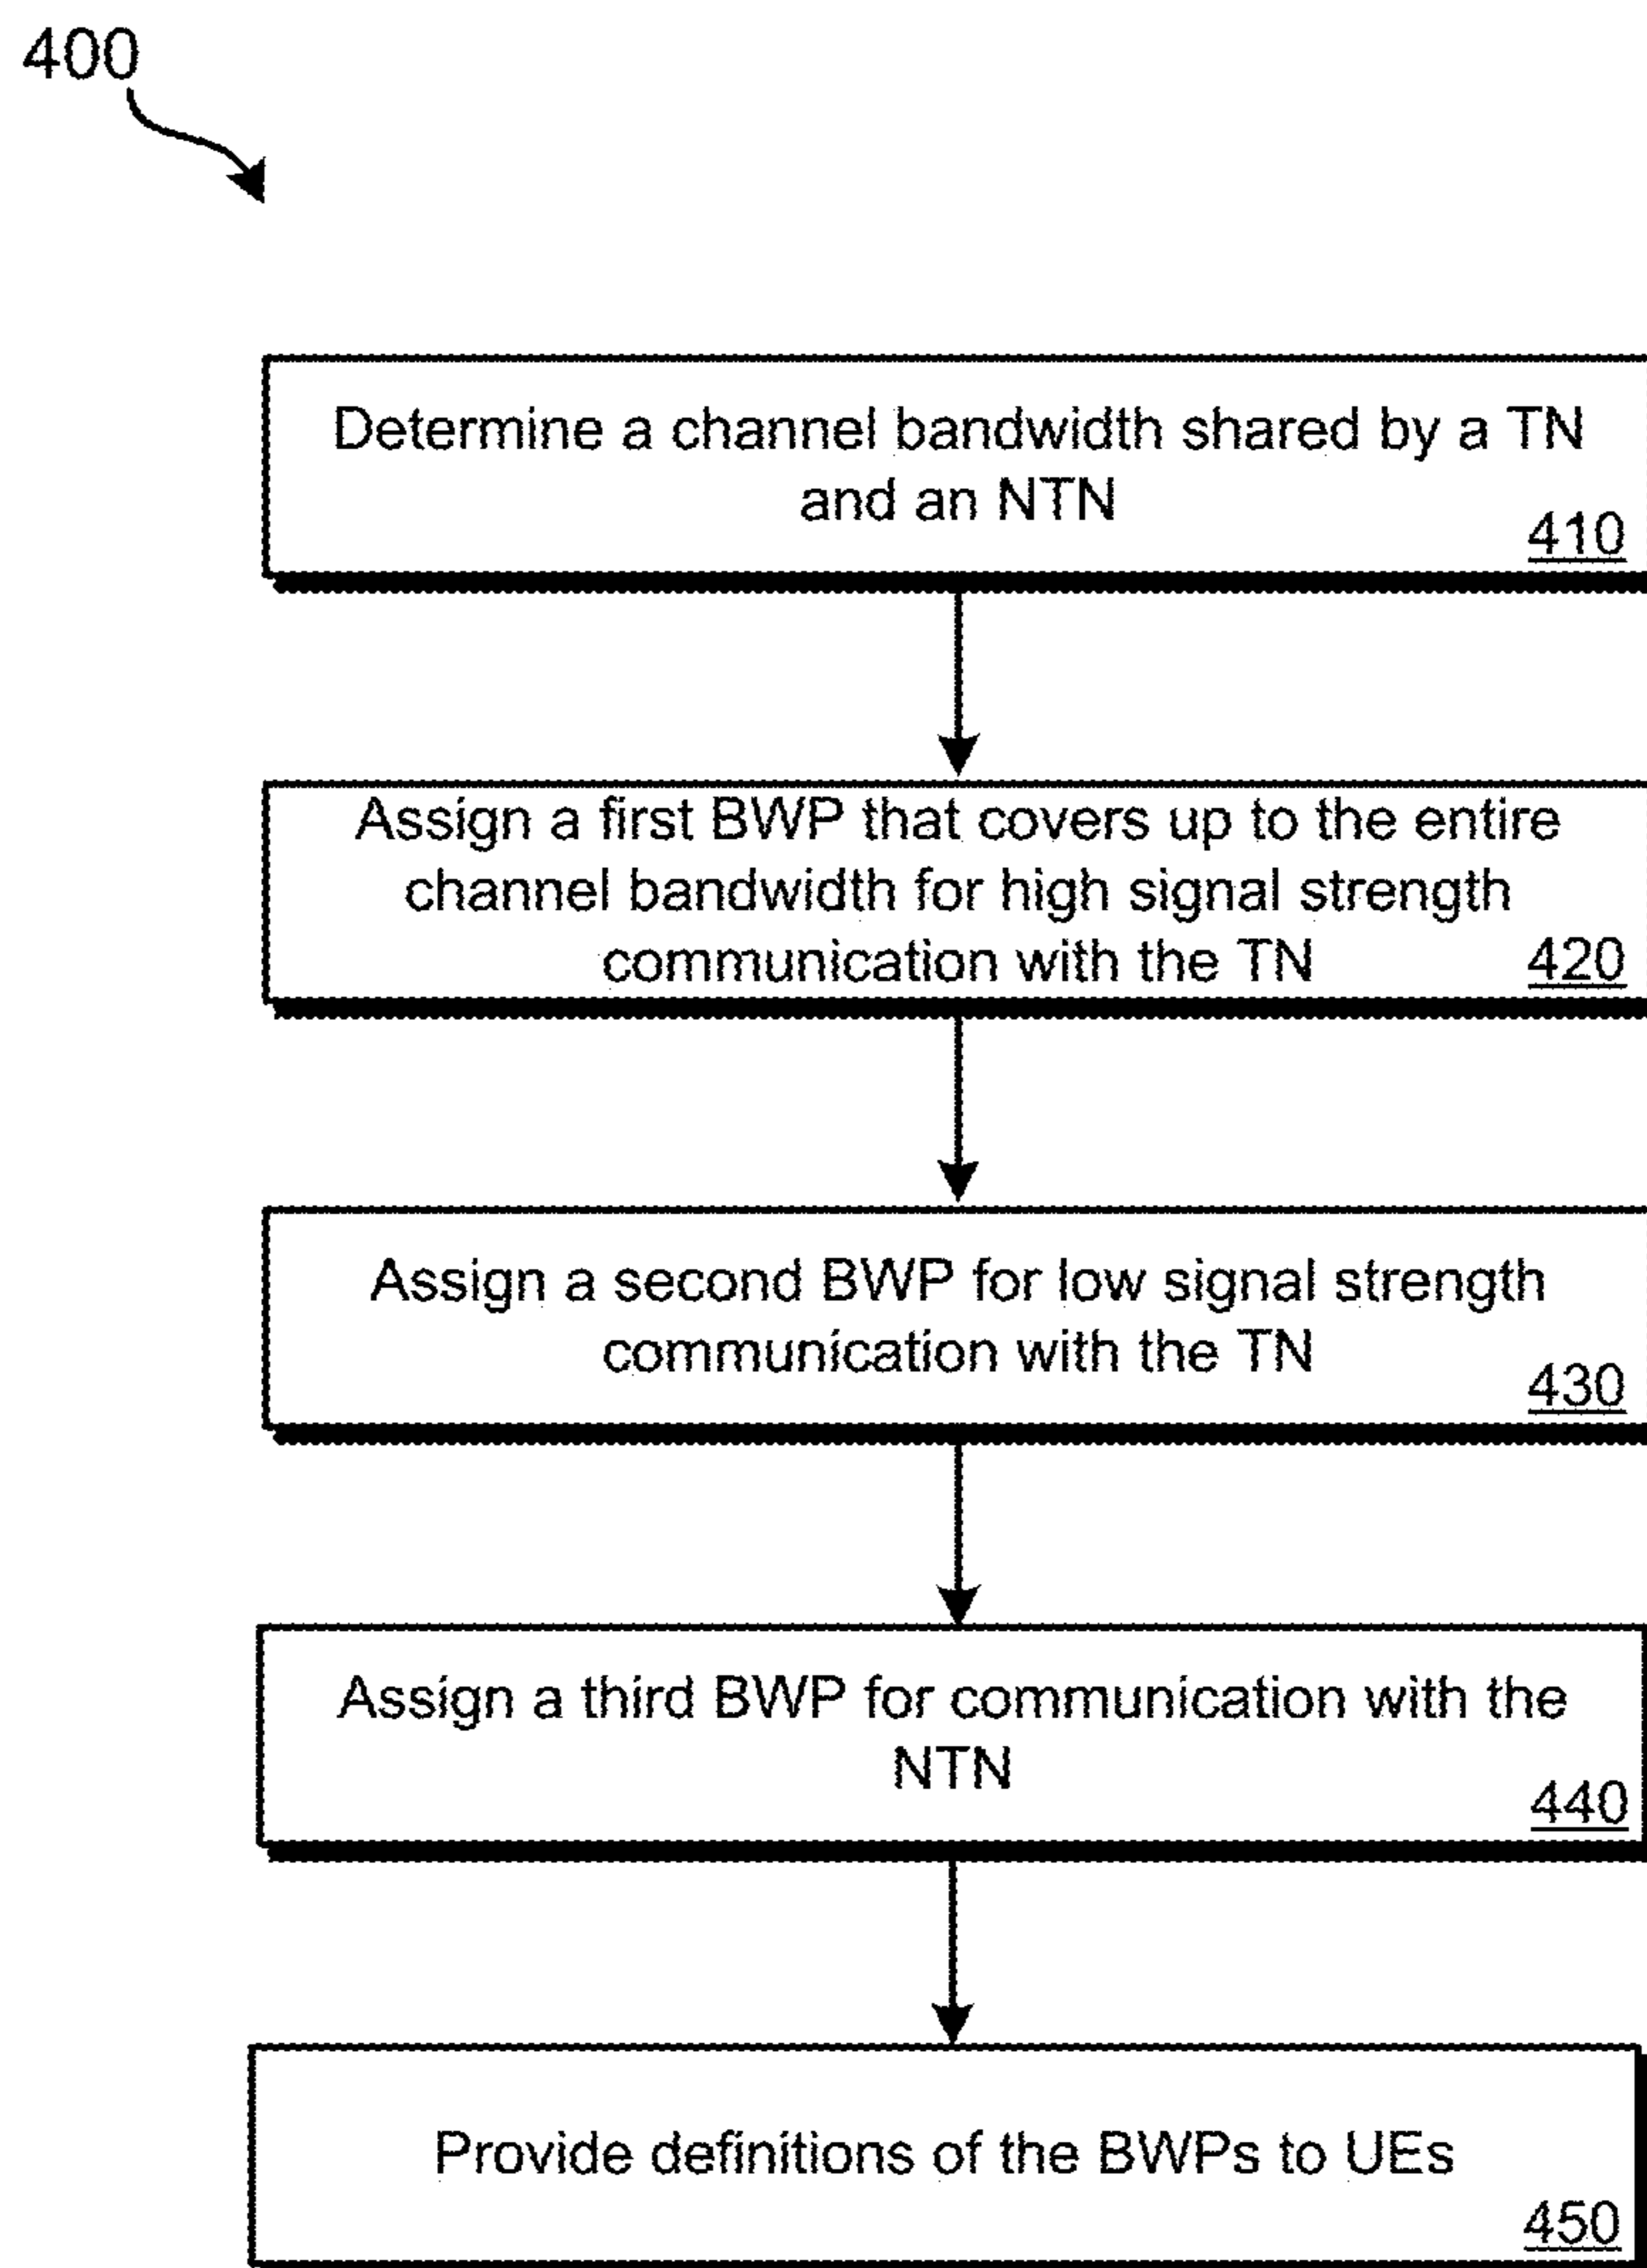 400
Determine a channel bandwidth shared by a TN
and an NTN
410
Assign a first BWP that covers up to the entire
channel bandwidth for high signal strength
communication with the TN
420
Assign a second BWP for low signal strength
communication with the TN
430
Assign a third BWP for communication with the
NTN
440
Provide definitions of the BWPs to UEs
450